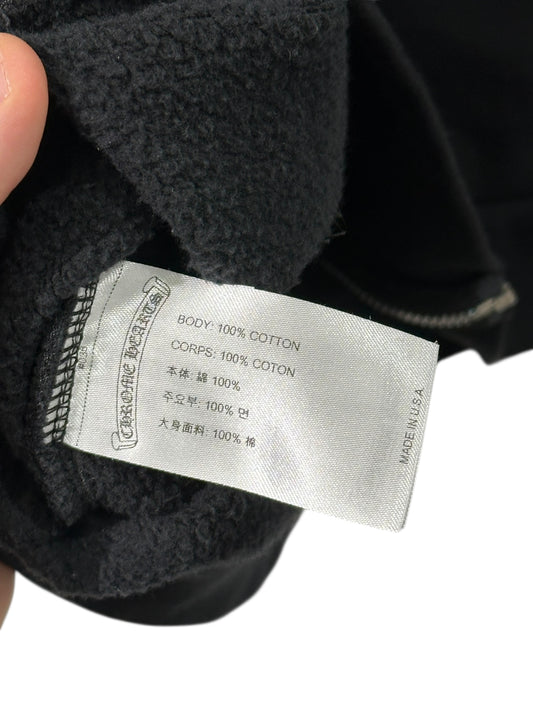 CHROME HEARTS
BODY: 100% COTTON
CORPS: 100% COTON
本体: 綿 100%
주요부: 100% 면
大身面料: 100% 棉
MADE IN U.S.A.